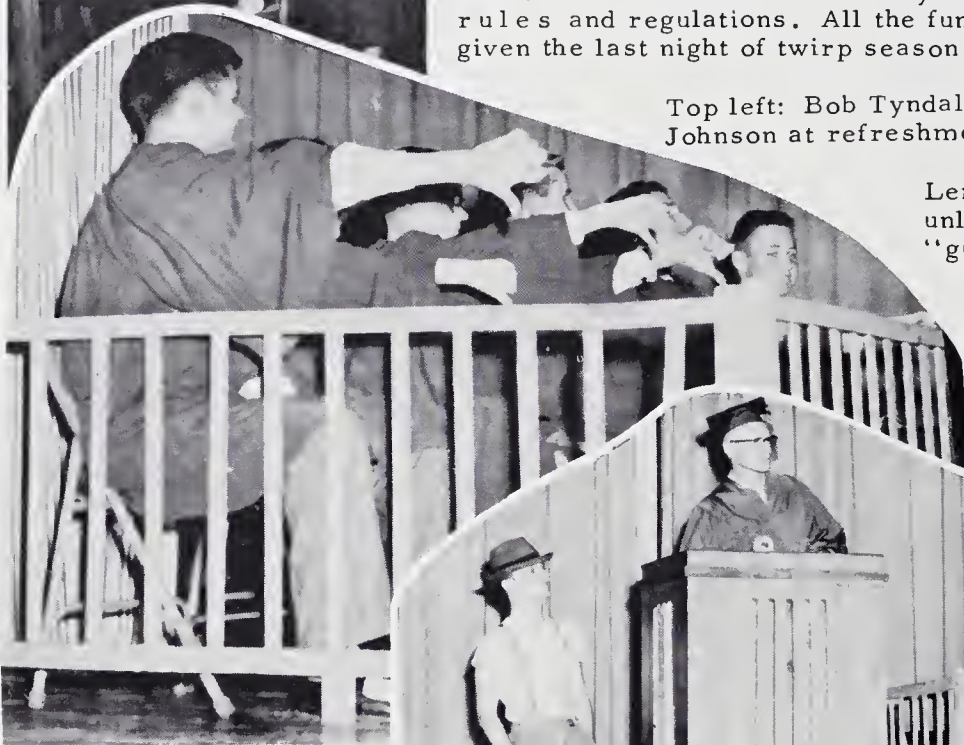 rules and regulations. All the fun
given the last night of twirp season
Top left: Bob Tyndal
Johnson at refreshme
Le
unl
"g